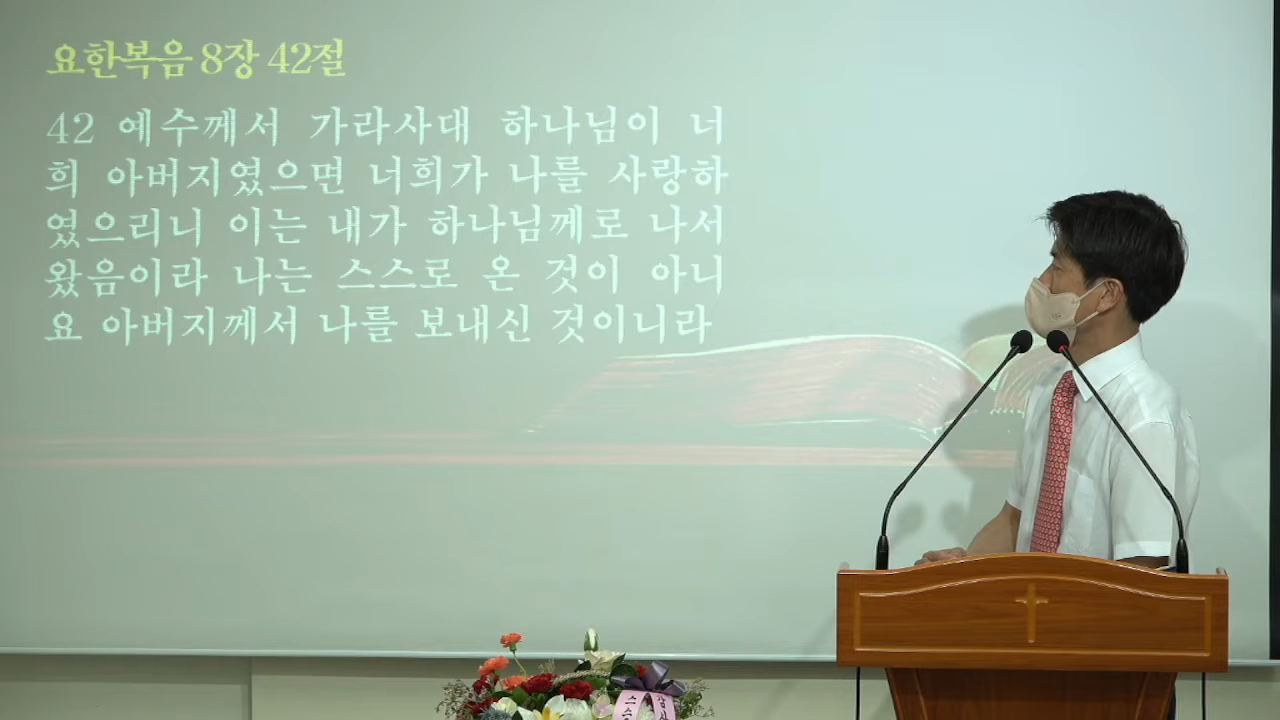 요한복음 8장 42절
42 예수께서 가라사대 하나님이 너
희 아버지였으면 너희가 나를 사랑하
였으리니 이는 내가 하나님께로 나서
왔음이라 나는 스스로 온 것이 아니
요 아버지께서 나를 보내신 것이니라